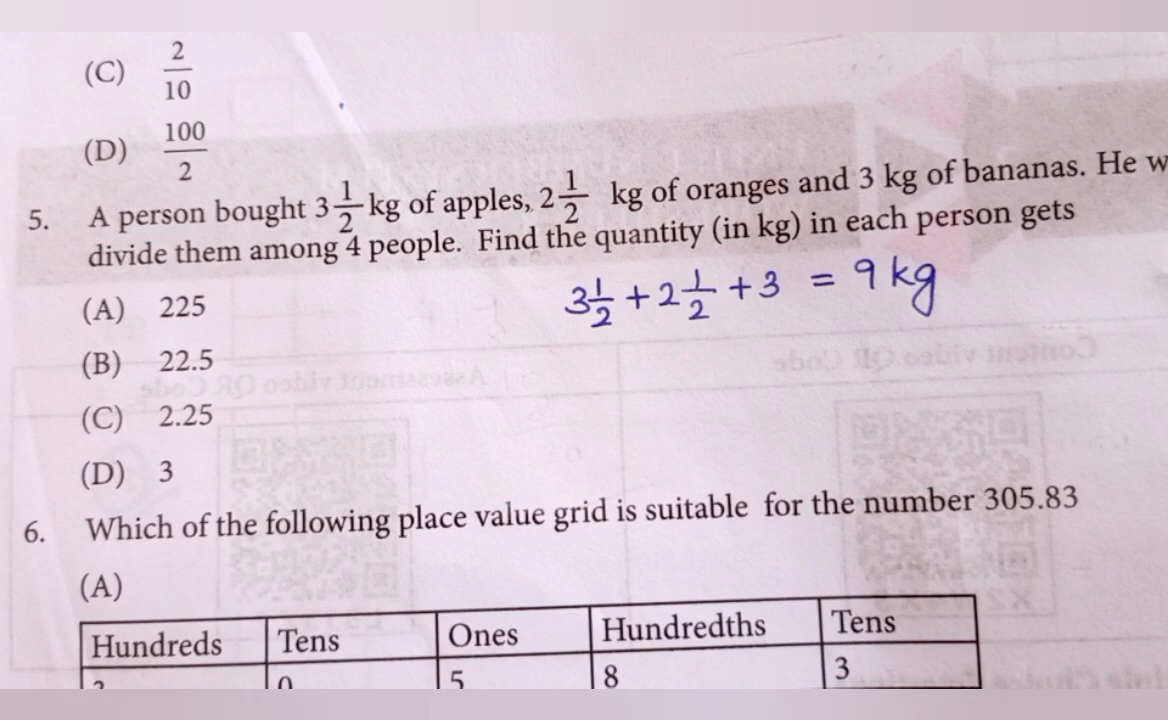 (C) 2/10
(D) 100/2
5. A person bought 3 1/2 kg of apples, 2 1/2 kg of oranges and 3 kg of bananas. He w
divide them among 4 people. Find the quantity (in kg) in each person gets
3 1/2 + 2 1/2 + 3 = 9 kg
(A) 225
(B) 22.5
(C) 2.25
(D) 3
6. Which of the following place value grid is suitable for the number 305.83
(A)
Hundreds Tens Ones Hundredths Tens
0 5 8 3